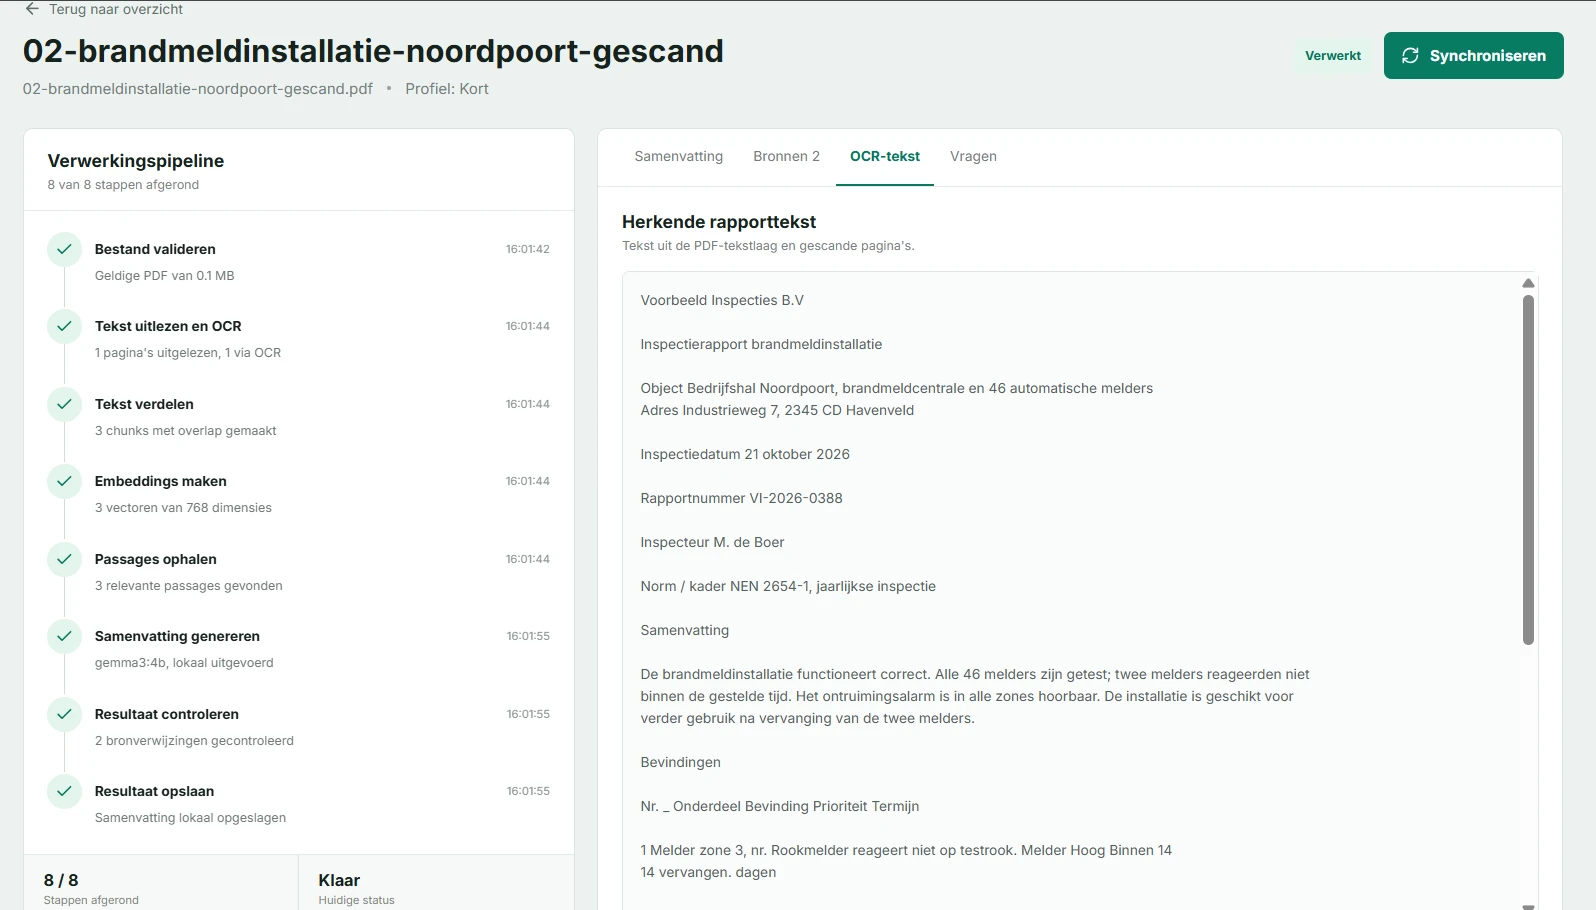 Terug naar overzicht
02-brandmeldinstallatie-noordpoort-gescand
02-brandmeldinstallatie-noordpoort-gescand.pdf • Profiel: Kort
Verwerkt
Synchroniseren
Verwerkingspipeline
8 van 8 stappen afgerond
Bestand valideren 16:01:42
Geldige PDF van 0.1 MB
Tekst uitlezen en OCR 16:01:44
1 pagina's uitgelezen, 1 via OCR
Tekst verdelen 16:01:44
3 chunks met overlap gemaakt
Embeddings maken 16:01:44
3 vectoren van 768 dimensies
Passages ophalen 16:01:44
3 relevante passages gevonden
Samenvatting genereren 16:01:55
gemma3:4b, lokaal uitgevoerd
Resultaat controleren 16:01:55
2 bronverwijzingen gecontroleerd
Resultaat opslaan 16:01:55
Samenvatting lokaal opgeslagen
8 / 8
Stappen afgerond
Klaar
Huidige status
Samenvatting Bronnen 2 OCR-tekst Vragen
Herkende rapporttekst
Tekst uit de PDF-tekstlaag en gescande pagina's.
Voorbeeld Inspecties B.V
Inspectierapport brandmeldinstallatie
Object Bedrijfshal Noordpoort, brandmeldcentrale en 46 automatische melders
Adres Industrieweg 7, 2345 CD Havenveld
Inspectiedatum 21 oktober 2026
Rapportnummer VI-2026-0388
Inspecteur M. de Boer
Norm / kader NEN 2654-1, jaarlijkse inspectie
Samenvatting
De brandmeldinstallatie functioneert correct. Alle 46 melders zijn getest; twee melders reageerden niet
binnen de gestelde tijd. Het ontruimingsalarm is in alle zones hoorbaar. De installatie is geschikt voor
verder gebruik na vervanging van de twee melders.
Bevindingen
Nr. _ Onderdeel Bevinding Prioriteit Termijn
1 Melder zone 3, nr. Rookmelder reageert niet op testrook. Melder Hoog Binnen 14
14 vervangen. dagen